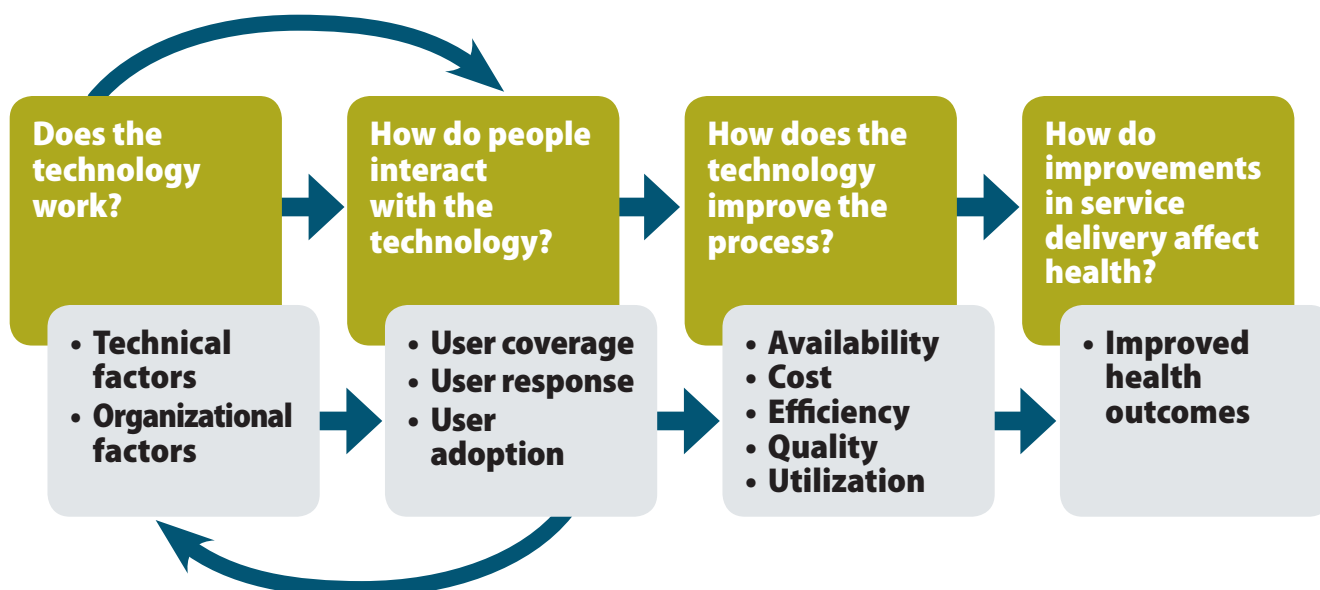 Does the
technology
work?
• Technical
factors
• Organizational
factors
How do people
interact
with the
technology?
• User coverage
• User response
• User
adoption
How does the
technology
improve the
process?
• Availability
• Cost
• Efficiency
• Quality
• Utilization
How do
improvements
in service
delivery affect
health?
• Improved
health
outcomes